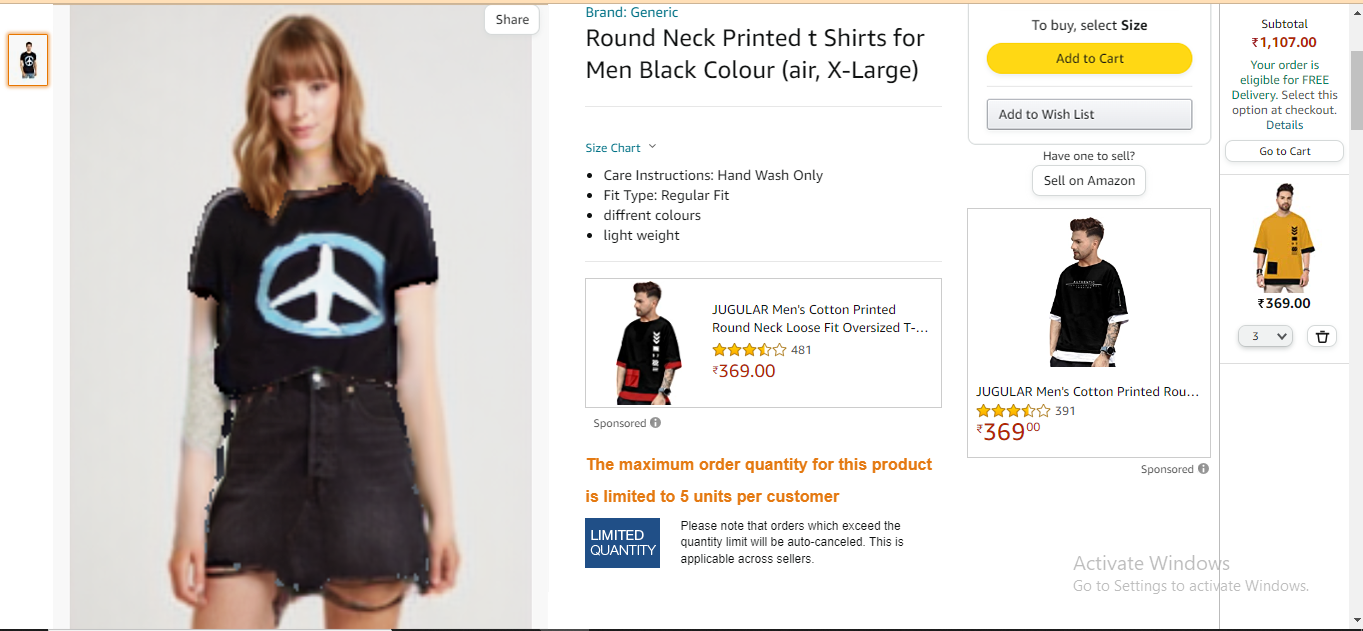 Share
Brand: Generic
Round Neck Printed t Shirts for
Men Black Colour (air, X-Large)
Size Chart
Care Instructions: Hand Wash Only
Fit Type: Regular Fit
diffrent colours
light weight
JUGULAR Men's Cotton Printed
Round Neck Loose Fit Oversized T-...
481
₹369.00
Sponsored
The maximum order quantity for this product
is limited to 5 units per customer
LIMITED
QUANTITY
Please note that orders which exceed the
quantity limit will be auto-canceled. This is
applicable across sellers.
To buy, select Size
Add to Cart
Add to Wish List
Have one to sell?
Sell on Amazon
JUGULAR Men's Cotton Printed Rou...
391
₹36900
Sponsored
Subtotal
₹1,107.00
Your order is
eligible for FREE
Delivery. Select this
option at checkout.
Details
Go to Cart
₹369.00
3
Activate Windows
Go to Settings to activate Windows.